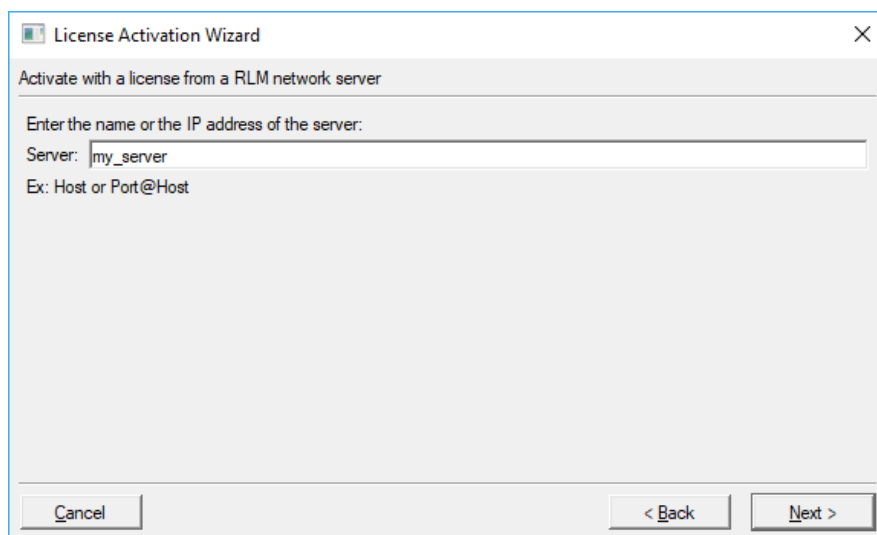 License Activation Wizard
Activate with a license from a RLM network server
Enter the name or the IP address of the server:
Server: my_server
Ex: Host or Port@Host
Cancel < Back Next >